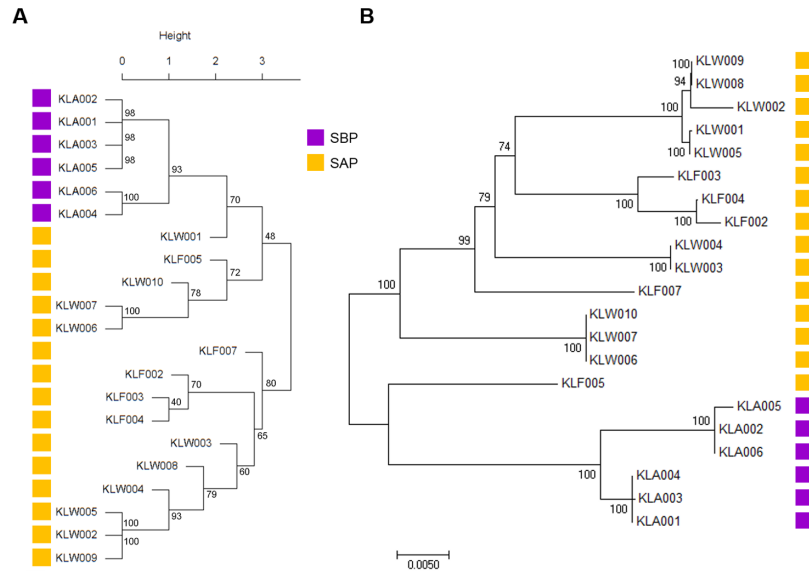 A
Height
0 1 2 3
KLA002
98
KLA001
98
KLA003
98
KLA005
93
KLA006
100
KLA004
70
KLW001
48
KLF005
72
KLW010
78
KLW007
100
KLW006
KLF007
80
KLF002
70
KLF003
40
KLF004
65
KLW003
60
KLW008
79
KLW004
93
KLW005
100
KLW002
100
KLW009
SBP
SAP
B
KLW009
100
KLW008
94
KLW002
100
KLW001
KLW005
100
74
KLF003
KLF004
100
100
KLF002
79
KLW004
KLW003
100
99
KLF007
100
KLW010
KLW007
100
KLW006
KLF005
KLA005
100
KLA002
KLA006
100
KLA004
KLA003
100
KLA001
0.0050